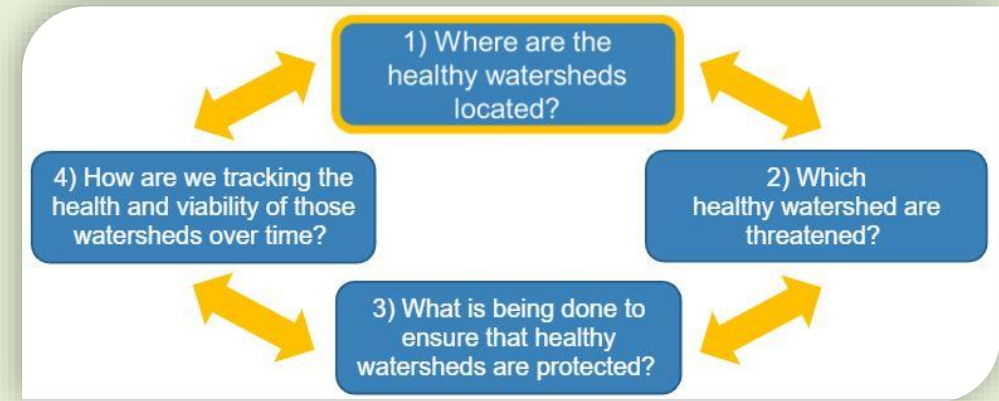 1) Where are the
healthy watersheds
located?
2) Which
healthy watershed are
threatened?
3) What is being done to
ensure that healthy
watersheds are protected?
4) How are we tracking the
health and viability of those
watersheds over time?